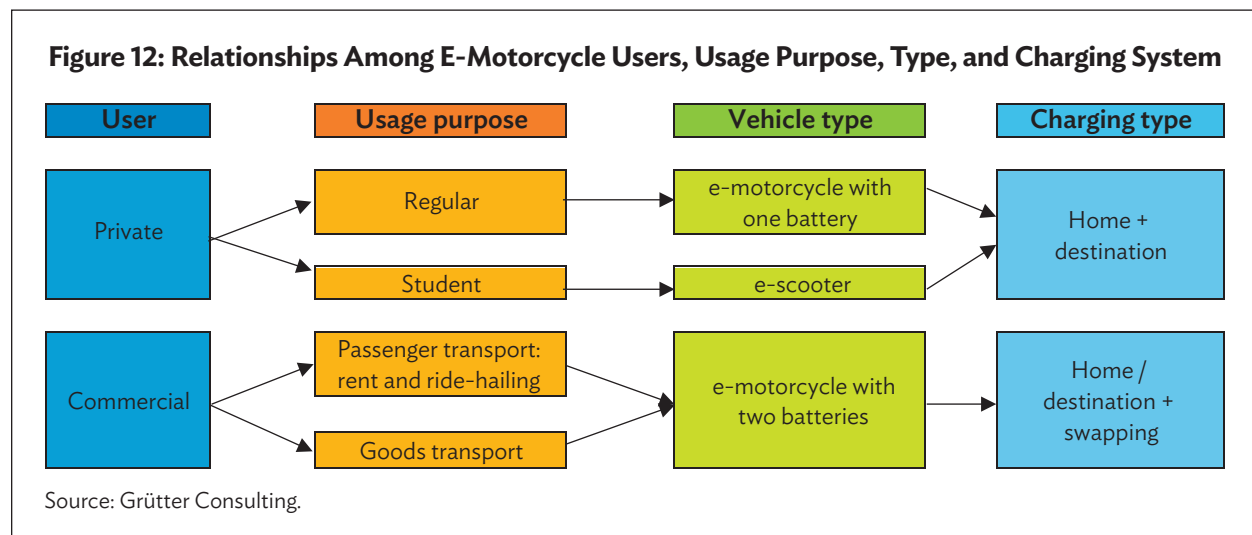 Figure 12: Relationships Among E-Motorcycle Users, Usage Purpose, Type, and Charging System
User
Usage purpose
Vehicle type
Charging type
Private
Regular
e-motorcycle with
one battery
Home +
destination
Student
e-scooter
Commercial
Passenger transport:
rent and ride-hailing
Goods transport
e-motorcycle with
two batteries
Home /
destination +
swapping
Source: Grütter Consulting.